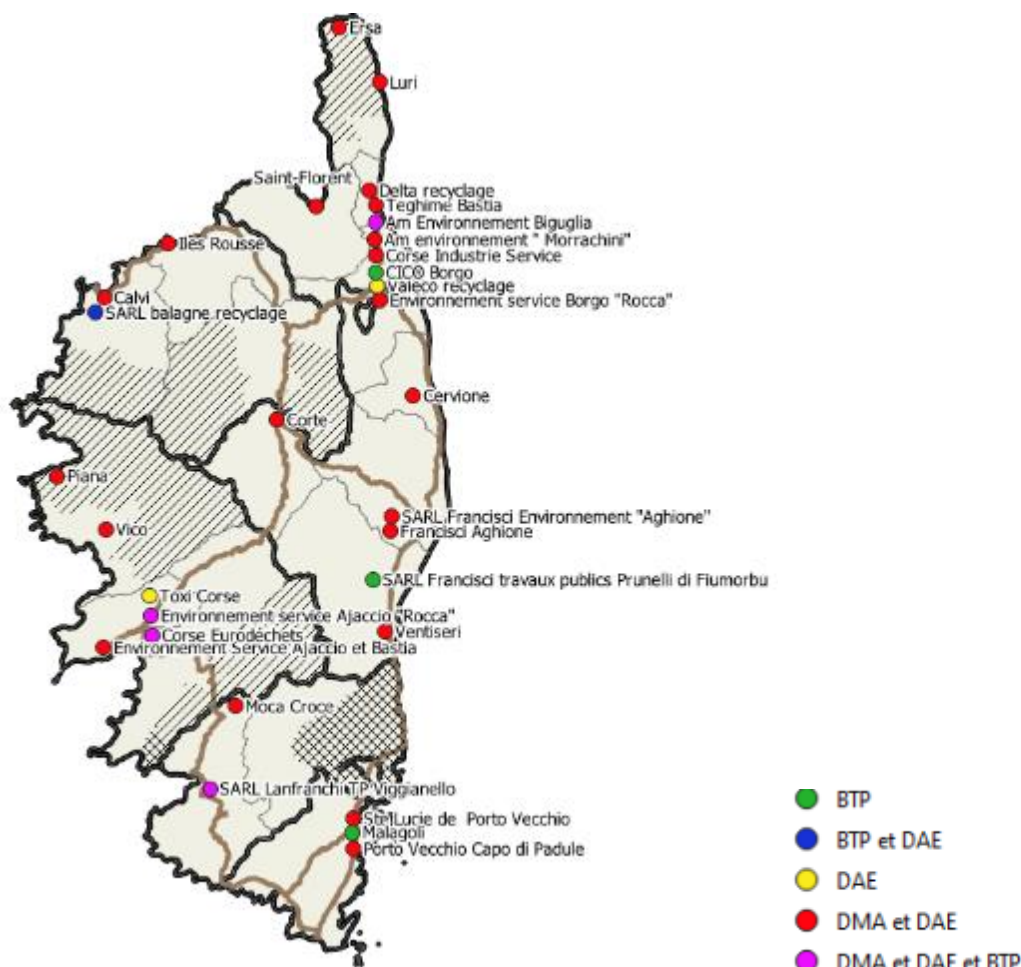 Ersa
Luri
Saint-Florent
Delta recyclage
Teghime Bastia
Am Environnement Biguglia
Am environnement " Morrachini"
Iles Rousse
Corse Industrie Service
CICO Borgo
Valeco recyclage
Calvi
Environnement service Borgo "Rocca"
SARL balagne recyclage
Cervione
Corte
Piana
SARL Francisci Environnement "Aghione"
Vico
Francisci Aghione
SARL Francisci travaux publics Prunelli di Fiumorbu
Toxi Corse
Environnement service Ajaccio "Rocca"
Ventiseri
Corse Eurodéchets
Environnement Service Ajaccio et Bastia
Moca Croce
SARL Lanfranchi TP Viggianello
Ste Lucie de Porto Vecchio
Malagoli
Porto Vecchio Capo di Padule
BTP
BTP et DAE
DAE
DMA et DAE
DMA et DAE et BTP